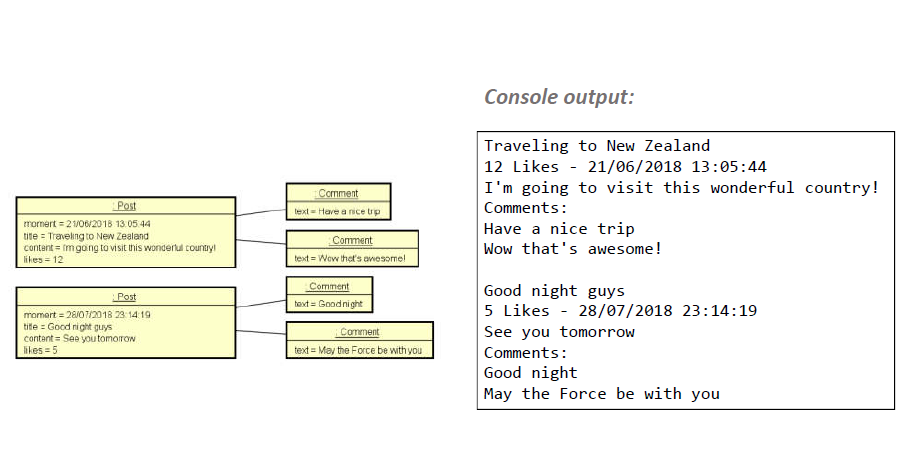 Console output:
: Post
moment = 21/06/2018 13:05:44
title = Traveling to New Zealand
content = I'm going to visit this wonderful country!
likes = 12
: Comment
text = Have a nice trip
: Comment
text = Wow that's awesome!
: Post
moment = 28/07/2018 23:14:19
title = Good night guys
content = See you tomorrow
likes = 5
: Comment
text = Good night
: Comment
text = May the Force be with you
Traveling to New Zealand
12 Likes - 21/06/2018 13:05:44
I'm going to visit this wonderful country!
Comments:
Have a nice trip
Wow that's awesome!
Good night guys
5 Likes - 28/07/2018 23:14:19
See you tomorrow
Comments:
Good night
May the Force be with you